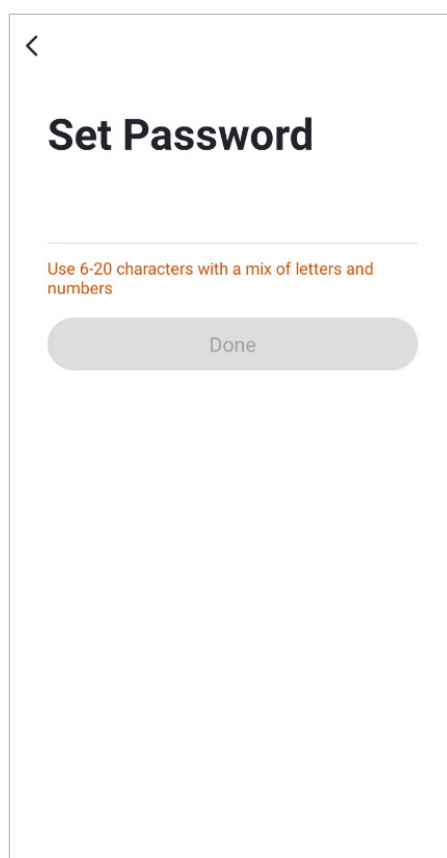 Set Password
Use 6-20 characters with a mix of letters and
numbers
Done